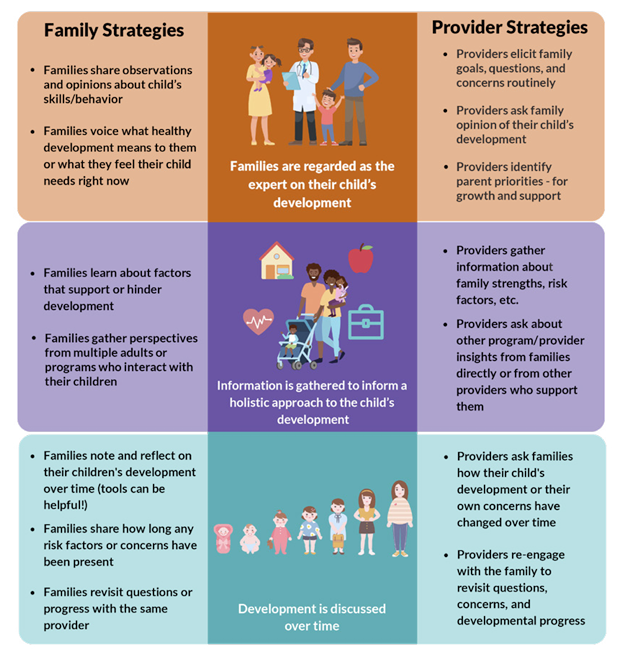 Family Strategies
• Families share observations
and opinions about child's
skills/behavior
• Families voice what healthy
development means to them
or what they feel their child
needs right now
Families are regarded as the
expert on their child's
development
Provider Strategies
• Providers elicit family
goals, questions, and
concerns routinely
• Providers ask family
opinion of their child's
development
• Providers identify
parent priorities - for
growth and support
• Families learn about factors
that support or hinder
development
• Families gather perspectives
from multiple adults or
programs who interact with
their children
Information is gathered to inform a
holistic approach to the child's
development
• Providers gather
information about
family strengths, risk
factors, etc.
• Providers ask about
other program/provider
insights from families
directly or from other
providers who support
them
• Families note and reflect on
their children's development
over time (tools can be
helpful!)
• Families share how long any
risk factors or concerns have
been present
• Families revisit questions or
progress with the same
provider
Development is discussed
over time
• Providers ask families
how their child's
development or their
own concerns have
changed over time
• Providers re-engage
with the family to
revisit questions,
concerns, and
developmental progress